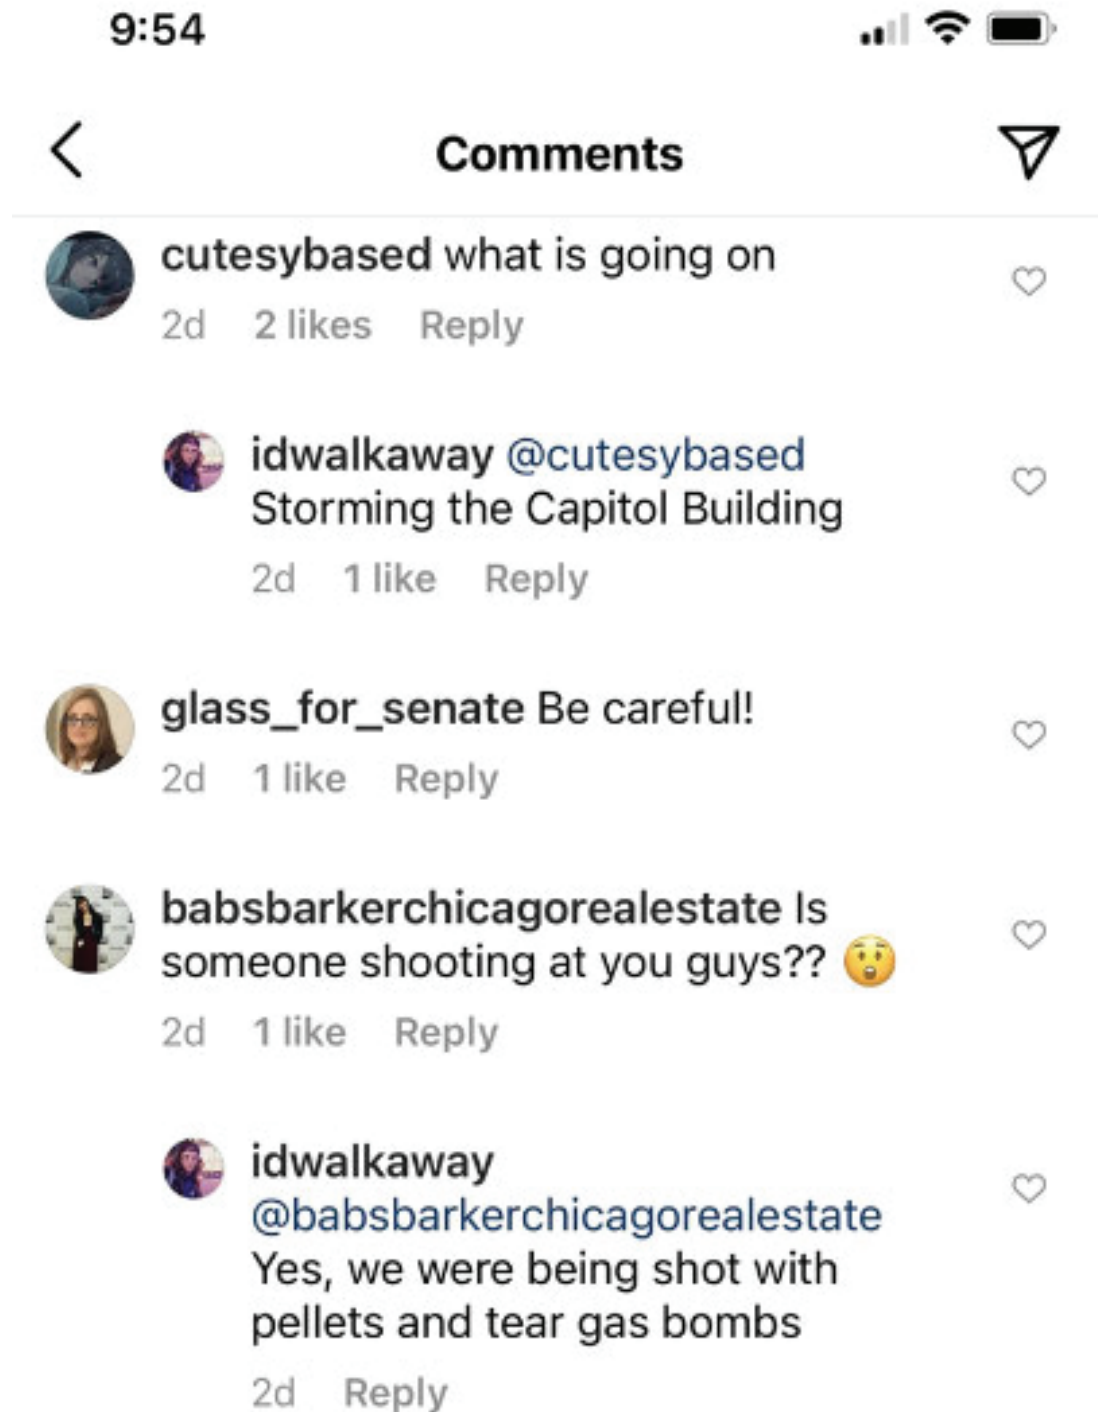 9:54
Comments
cutesybased what is going on
2d 2 likes Reply
idwalkaway @cutesybased
Storming the Capitol Building
2d 1 like Reply
glass_for_senate Be careful!
2d 1 like Reply
babsbarkerchicagorealestate Is
someone shooting at you guys?? 😲
2d 1 like Reply
idwalkaway
@babsbarkerchicagorealestate
Yes, we were being shot with
pellets and tear gas bombs
2d Reply